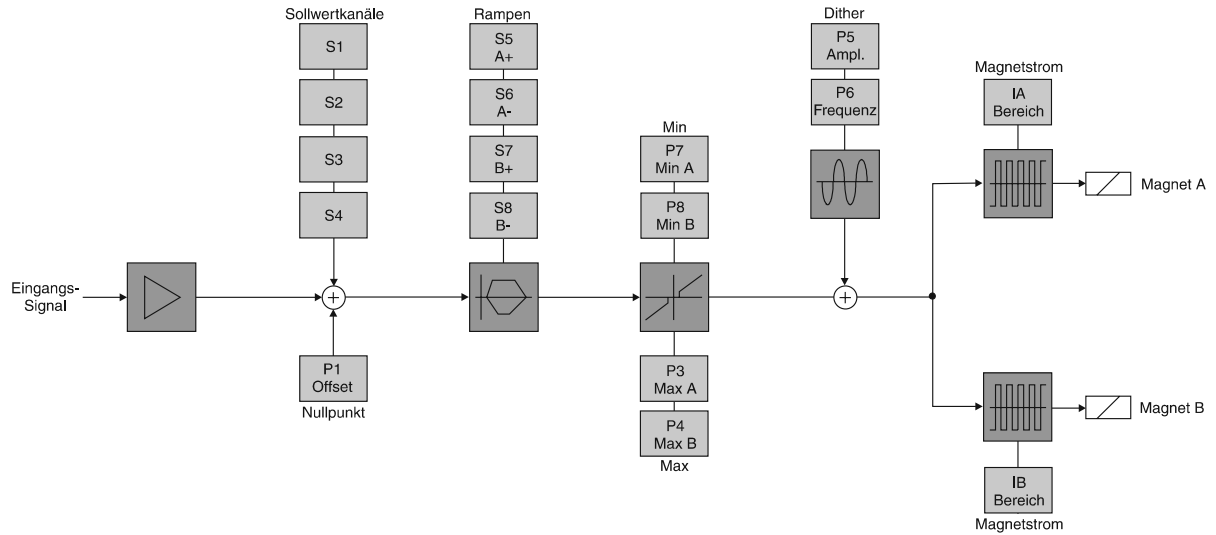 Sollwertkanäle
S1
S2
S3
S4
Rampen
S5
A+
S6
A-
S7
B+
S8
B-
Min
P7
Min A
P8
Min B
Dither
P5
Ampl.
P6
Frequenz
Magnetstrom
IA
Bereich
Magnet A
Eingangs-
Signal
P1
Offset
Nullpunkt
P3
Max A
P4
Max B
Max
Magnet B
IB
Bereich
Magnetstrom